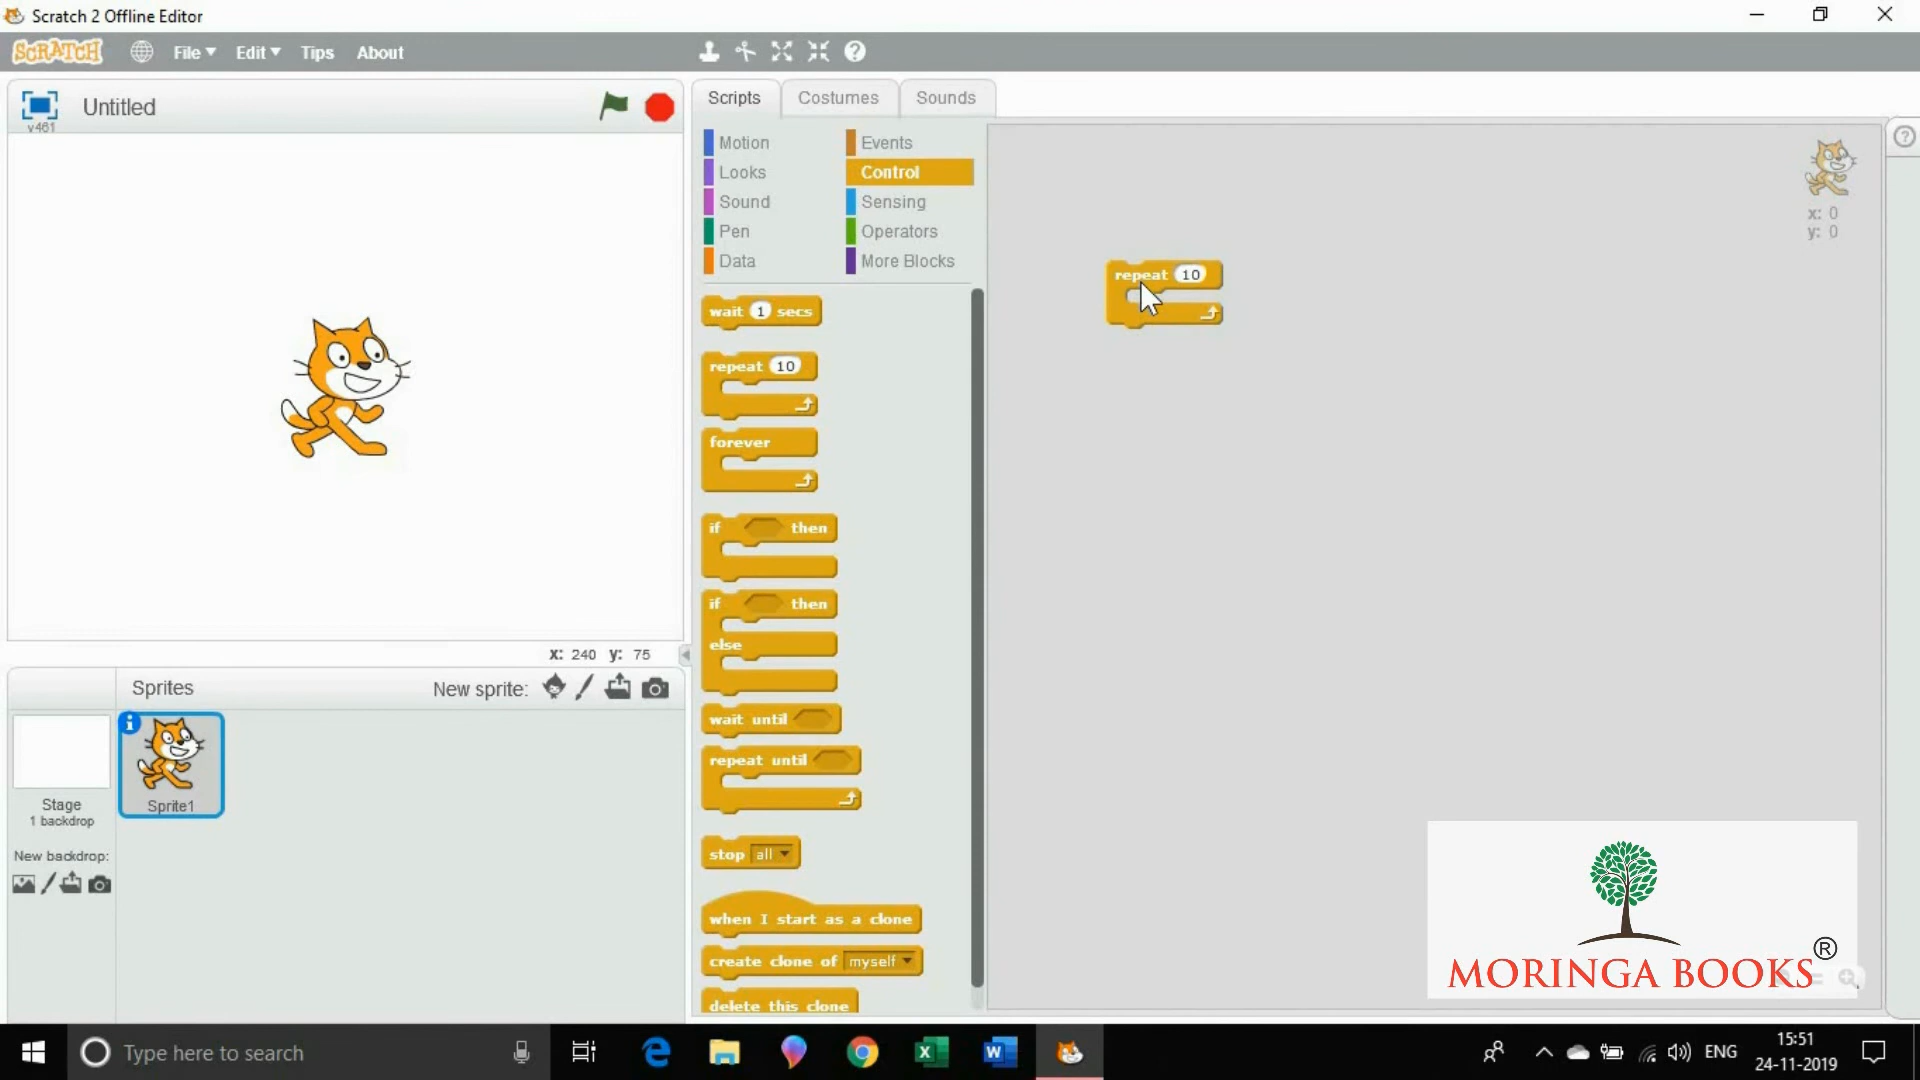 Scratch 2 Offline Editor
SCRATCH File Edit Tips About
Untitled
v461
Scripts Costumes Sounds
Motion Events
Looks Control
Sound Sensing
Pen Operators
Data More Blocks
x: 0
y: 0
repeat 10
wait 1 secs
repeat 10
forever
if then
if then
else
wait until
repeat until
stop all
when I start as a clone
create clone of myself
delete this clone
x: 240 y: 75
Sprites New sprite:
Sprite1
Stage
1 backdrop
New backdrop:
MORINGA BOOKS®
Type here to search
ENG
15:51
24-11-2019